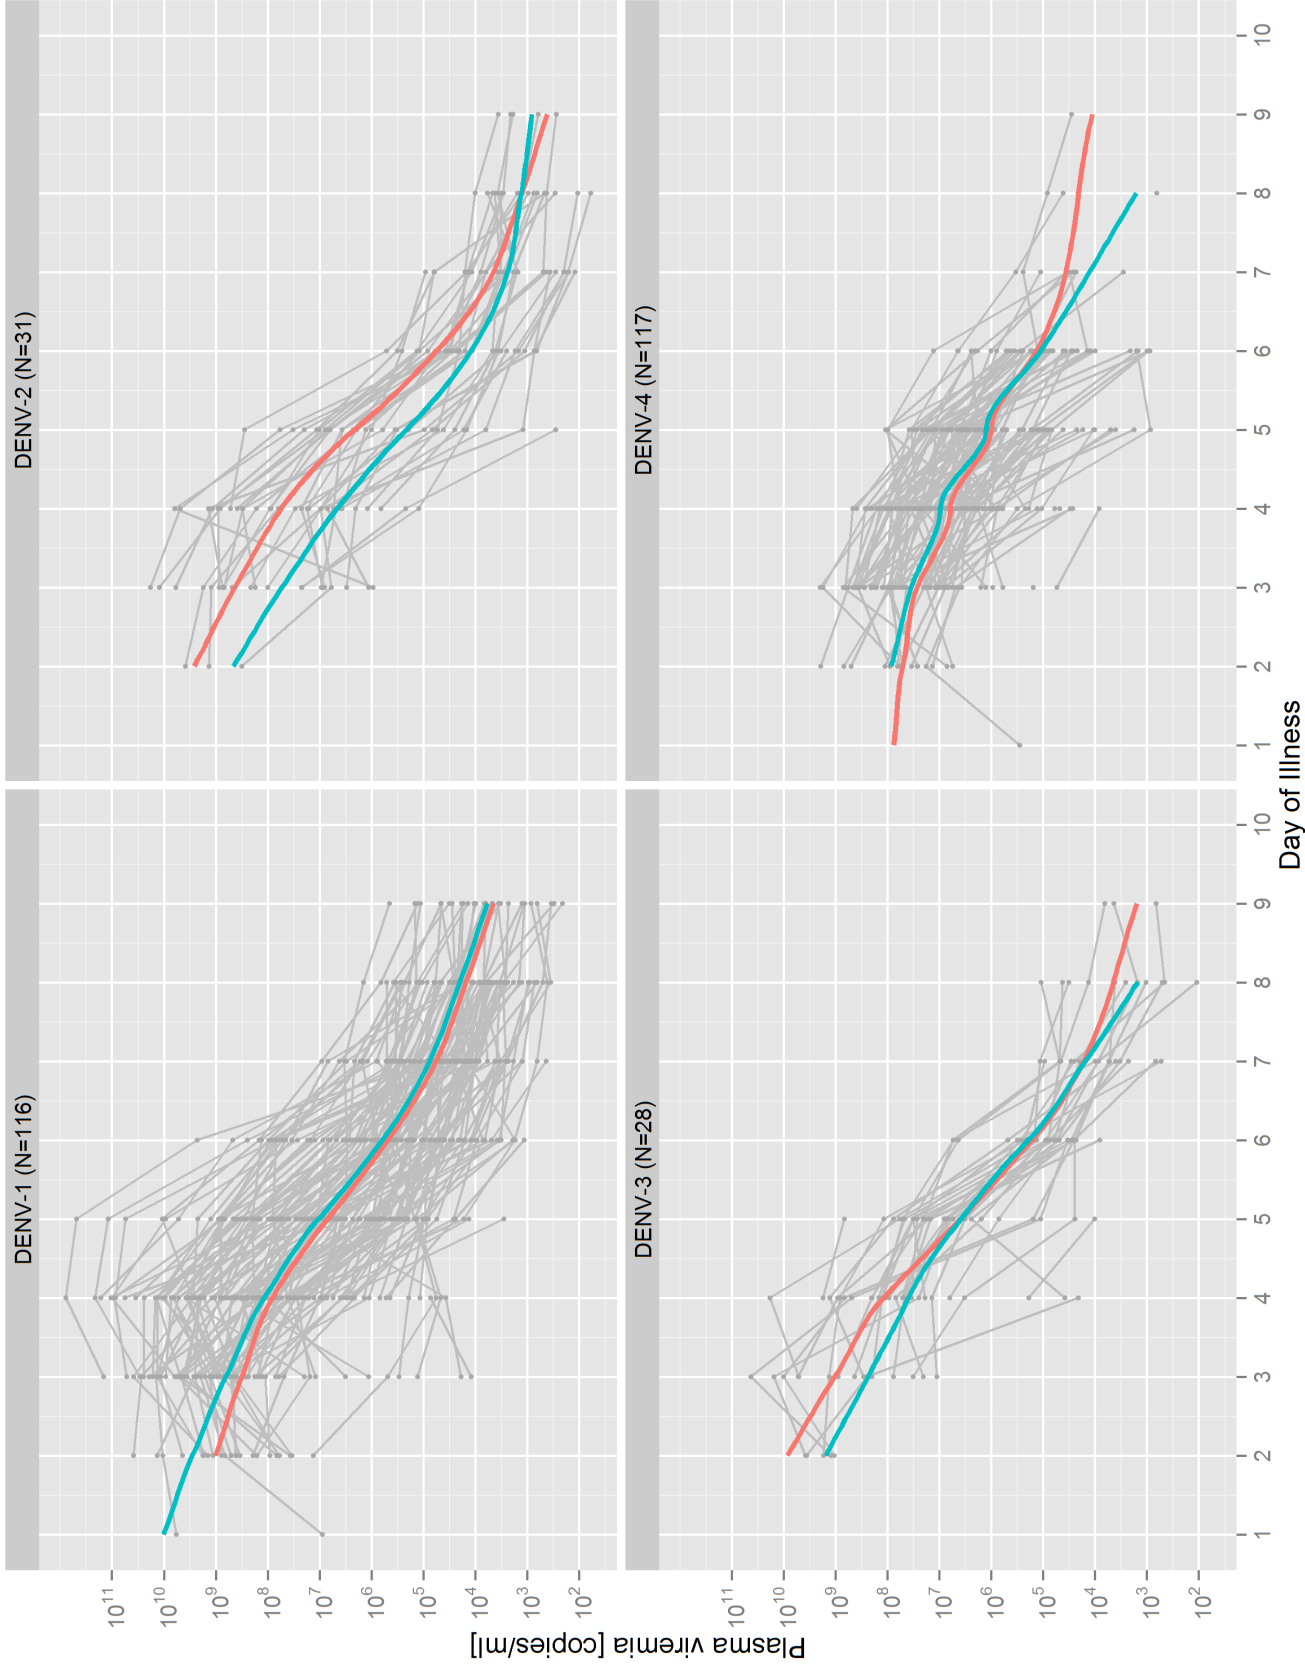 DENV-1 (N=116)
DENV-2 (N=31)
10^11
10^10
10^9
10^8
10^7
10^6
10^5
10^4
10^3
10^2
Plasma viremia [copies/ml]
DENV-3 (N=28)
DENV-4 (N=117)
10^11
10^10
10^9
10^8
10^7
10^6
10^5
10^4
10^3
10^2
1 2 3 4 5 6 7 8 9 10 1 2 3 4 5 6 7 8 9 10
Day of Illness